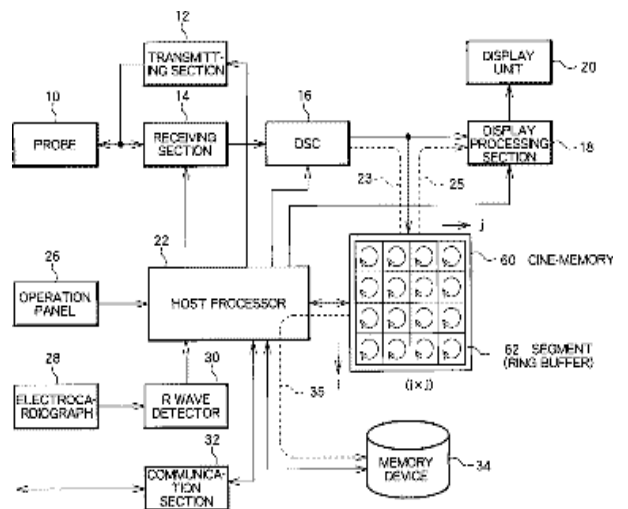 12
TRANSMITT-
ING SECTION
10
PROBE
14
RECEIVING
SECTION
16
DSC
DISPLAY
UNIT
20
DISPLAY
PROCESSING
SECTION
18
23
25
j
22
HOST PROCESSOR
26
OPERATION
PANEL
60 CINE-MEMORY
62 SEGMENT
(RING BUFFER)
i
(i × j)
28
ELECTROCA-
RDIOGRAPH
30
R WAVE
DETECTOR
35
32
COMMUNICA-
TION
SECTION
MEMORY
DEVICE
34